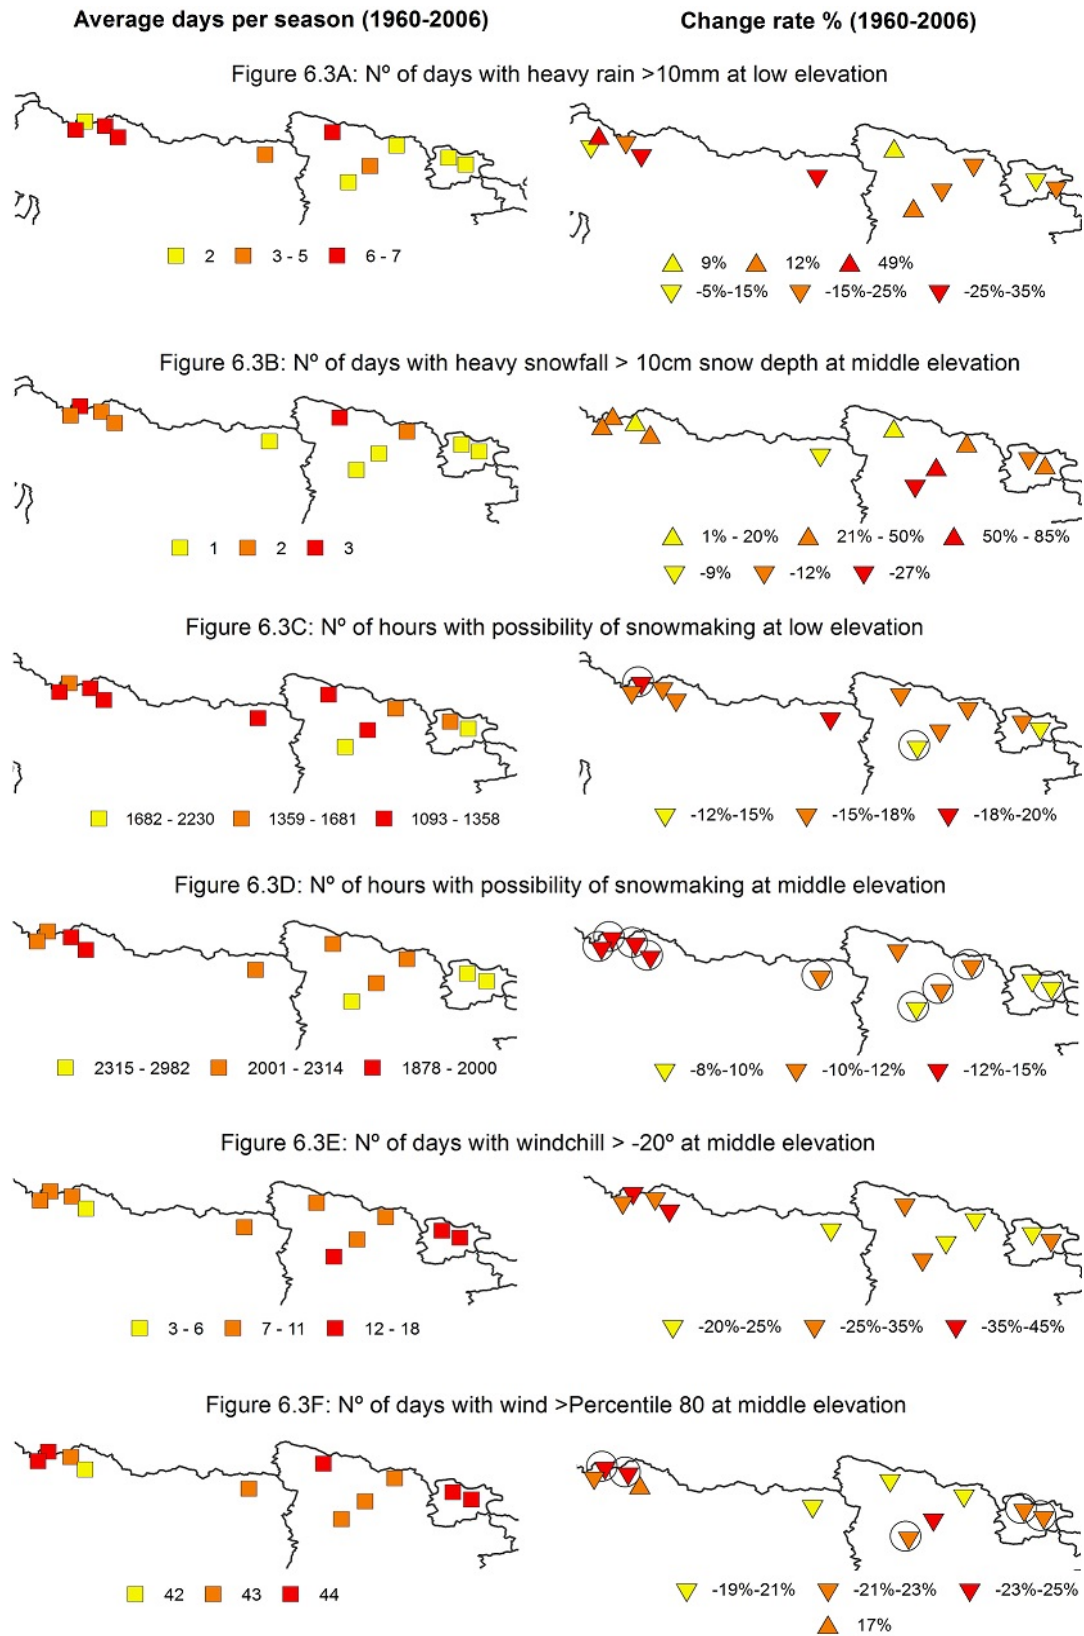 Average days per season (1960-2006) Change rate % (1960-2006)
Figure 6.3A: Nº of days with heavy rain >10mm at low elevation
2 3 - 5 6 - 7
9% 12% 49%
-5%-15% -15%-25% -25%-35%
Figure 6.3B: Nº of days with heavy snowfall > 10cm snow depth at middle elevation
1 2 3
1% - 20% 21% - 50% 50% - 85%
-9% -12% -27%
Figure 6.3C: Nº of hours with possibility of snowmaking at low elevation
1682 - 2230 1359 - 1681 1093 - 1358
-12%-15% -15%-18% -18%-20%
Figure 6.3D: Nº of hours with possibility of snowmaking at middle elevation
2315 - 2982 2001 - 2314 1878 - 2000
-8%-10% -10%-12% -12%-15%
Figure 6.3E: Nº of days with windchill > -20º at middle elevation
3 - 6 7 - 11 12 - 18
-20%-25% -25%-35% -35%-45%
Figure 6.3F: Nº of days with wind >Percentile 80 at middle elevation
42 43 44
-19%-21% -21%-23% -23%-25%
17%